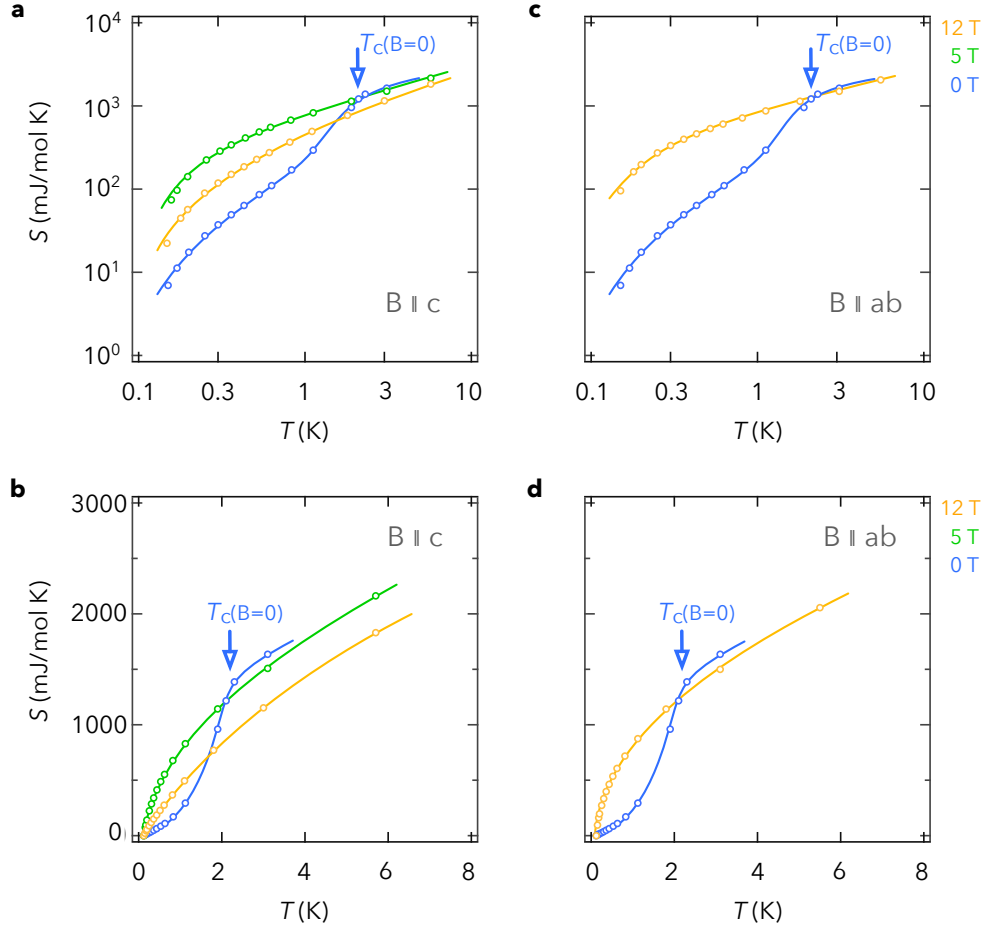 a
10⁴
10³
10²
10¹
10⁰
S (mJ/mol K)
T_C(B=0)
B ∥ c
0.1 0.3 1 3 10
T (K)
c
T_C(B=0)
B ∥ ab
0.1 0.3 1 3 10
T (K)
12 T
5 T
0 T
b
3000
2000
1000
0
S (mJ/mol K)
B ∥ c
T_C(B=0)
0 2 4 6 8
T (K)
d
B ∥ ab
T_C(B=0)
0 2 4 6 8
T (K)
12 T
5 T
0 T